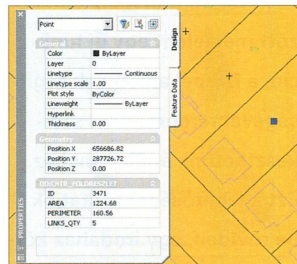 Point
Design
Feature Data
General
Color ByLayer
Layer 0
Linetype Continuous
Linetype scale 1.00
Plot style ByColor
Lineweight ByLayer
Hyperlink
Thickness 0.00
Geometry
Position X 656686.82
Position Y 287726.72
Position Z 0.00
ID 3471
AREA 1224.68
PERIMETER 160.56
LINKS_QTY 5
PROPERTIES